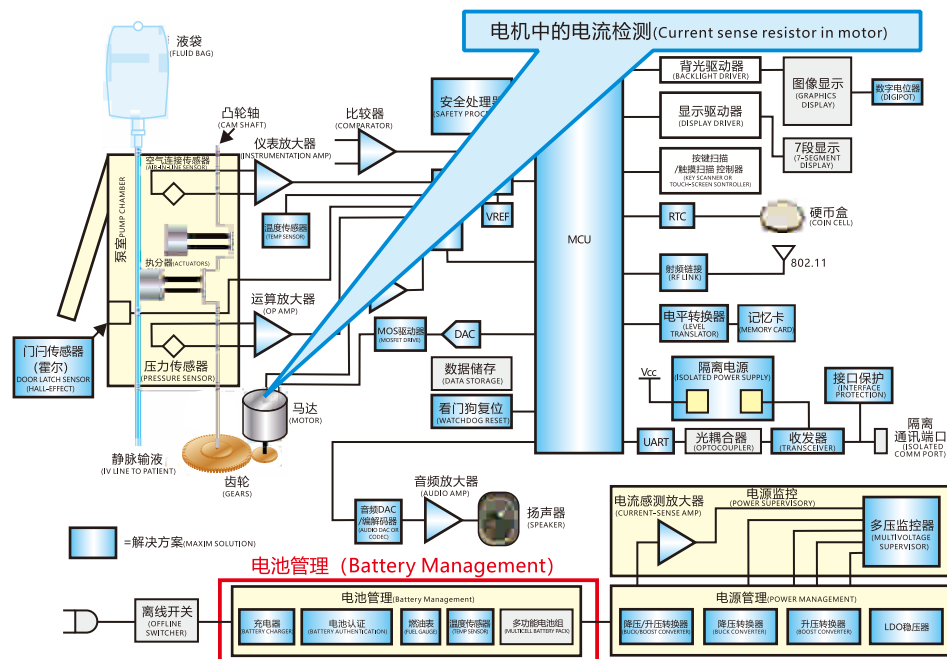 电机中的电流检测(Current sense resistor in motor)
液袋
(FLUID BAG)
凸轮轴
(CAM SHAFT)
比较器
(COMPARATOR)
仪表放大器
(INSTRUMENTATION AMP)
安全处理器
(SAFETY PROCE
背光驱动器
(BACKLIGHT DRIVER)
图像显示
(GRAPHICS
DISPLAY)
数字电位器
(DIGIPOT)
显示驱动器
(DISPLAY DRIVER)
7段显示
(7-SEGMENT
DISPLAY)
按键扫描
/触摸扫描 控制器
(KEY SCANNER OR
TOUCH-SCREEN SONTROLLER)
空气连接传感器
(AIR-IN-LINE SENSOR)
泵室PUMP CHAMBER
温度传感器
(TEMP SENSOR)
VREF
MCU
RTC
硬币盒
(COIN CELL)
执分器(ACTUATORS)
射频链接
(RF LINK)
802.11
运算放大器
(OP AMP)
MOS驱动器
(MOSFET DRIVE)
DAC
电平转换器
(LEVEL
TRANSLATOR)
记忆卡
(MEMORY CARD)
门闩传感器
(霍尔)
DOOR LATCH SENSOR
(HALL-EFFECT)
压力传感器
(PRESSURE SENSOR)
数据储存
(DATA STORAGE)
Vcc
隔离电源
(ISOLATED POWER SUPPLY)
接口保护
(INTERFACE
PROTECTION)
马达
(MOTOR)
看门狗复位
(WATCHDOG RESET)
UART
光耦合器
(OPTOCOUPLER)
收发器
(TRANSCEIVER)
隔离
通讯端口
(ISOLATED
COMM PORT)
静脉输液
(IV LINE TO PATIENT)
齿轮
(GEARS)
音频DAC
/编解码器
(AUDIO DAC OR
CODEC)
音频放大器
(AUDIO AMP)
扬声器
(SPEAKER)
=解决方案(MAXIM SOLUTION)
电流感测放大器
(CURRENT-SENSE AMP)
电源监控
(POWER SUPERVISORY)
多压监控器
(MULTIVOLTAGE
SUPERVISOR)
电池管理（Battery Management）
离线开关
(OFFLINE
SWITCHER)
电池管理(Battery Management)
充电器
(BATTERY CHARGER)
电池认证
(BATTERY AUTHENTICATION)
燃油表
(FUEL GAUGE)
温度传感器
(TEMP SENSOR)
多功能电池组
(MULTICELL BATTERY PACK)
电源管理(POWER MANAGEMENT)
降压/升压转换器
(BUCK/BOOST CONVERTER)
降压转换器
(BUCK CONVERTER)
升压转换器
(BOOST CONVERTER)
LDO稳压器